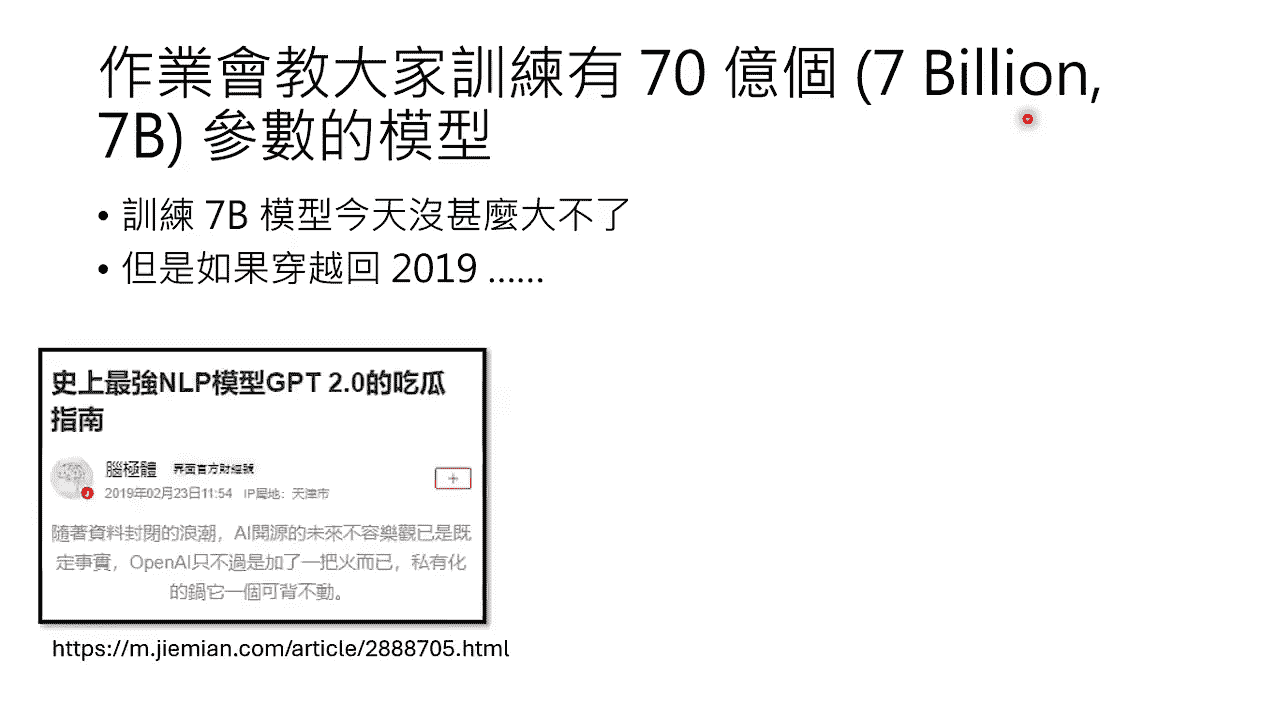 作業會教大家訓練有 70 億個 (7 Billion,
7B) 參數的模型
• 訓練 7B 模型今天沒甚麼大不了
• 但是如果穿越回 2019 ……
史上最強NLP模型GPT 2.0的吃瓜
指南
腦極體 界面官方財經號
2019年02月23日11:54 IP屬地：天津市
隨著資料封閉的浪潮，AI開源的未來不容樂觀已是既
定事實，OpenAI只不過是加了一把火而已，私有化
的鍋它一個可背不動。
https://m.jiemian.com/article/2888705.html